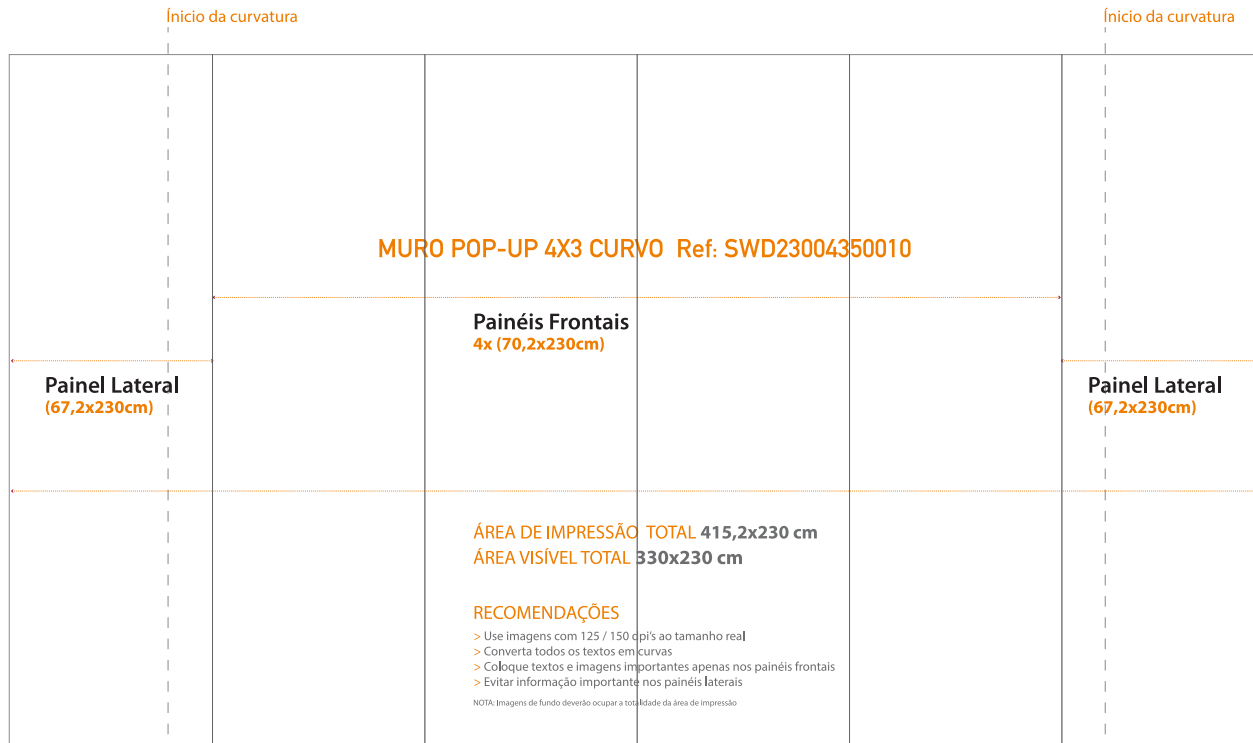 Ínicio da curvatura
Ínicio da curvatura
MURO POP-UP 4X3 CURVO Ref: SWD23004350010
Painéis Frontais
4x (70,2x230cm)
Painel Lateral
(67,2x230cm)
Painel Lateral
(67,2x230cm)
ÁREA DE IMPRESSÃO TOTAL 415,2x230 cm
ÁREA VISÍVEL TOTAL 330x230 cm
RECOMENDAÇÕES
> Use imagens com 125 / 150 dpi's ao tamanho real
> Converta todos os textos em curvas
> Coloque textos e imagens importantes apenas nos painéis frontais
> Evitar informação importante nos painéis laterais
NOTA: Imagens de fundo deverão ocupar a totalidade da área de impressão